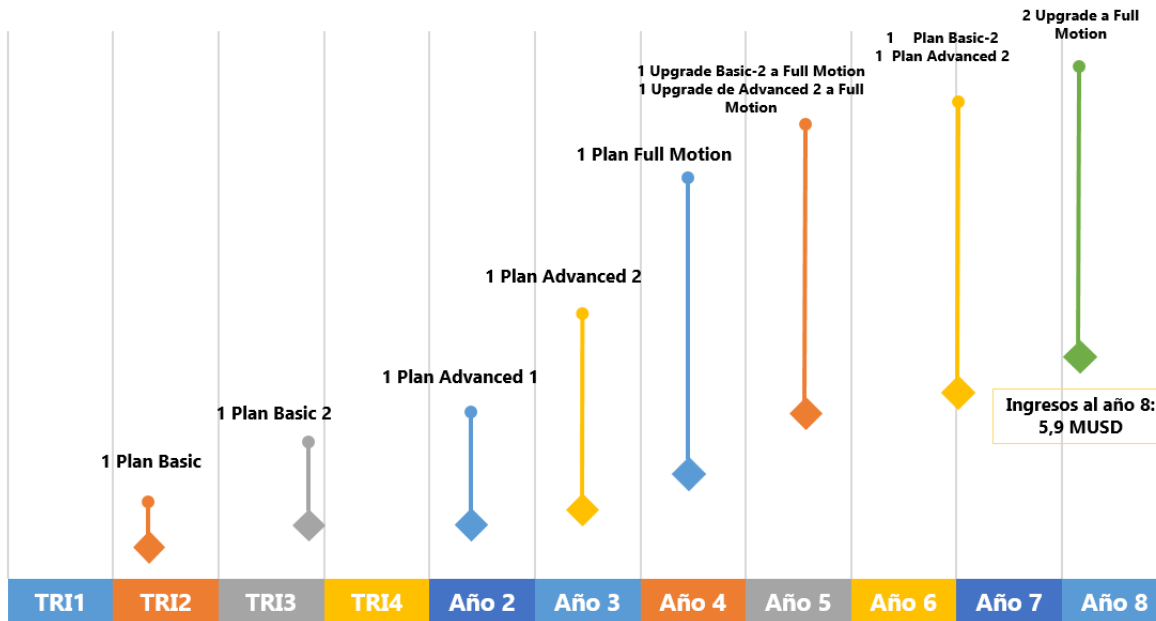 2 Upgrade a Full
Motion
1 Plan Basic-2
1 Plan Advanced 2
1 Upgrade Basic-2 a Full Motion
1 Upgrade de Advanced 2 a Full
Motion
1 Plan Full Motion
1 Plan Advanced 2
1 Plan Advanced 1
1 Plan Basic 2
1 Plan Basic
Ingresos al año 8:
5,9 MUSD
TRI1 TRI2 TRI3 TRI4 Año 2 Año 3 Año 4 Año 5 Año 6 Año 7 Año 8